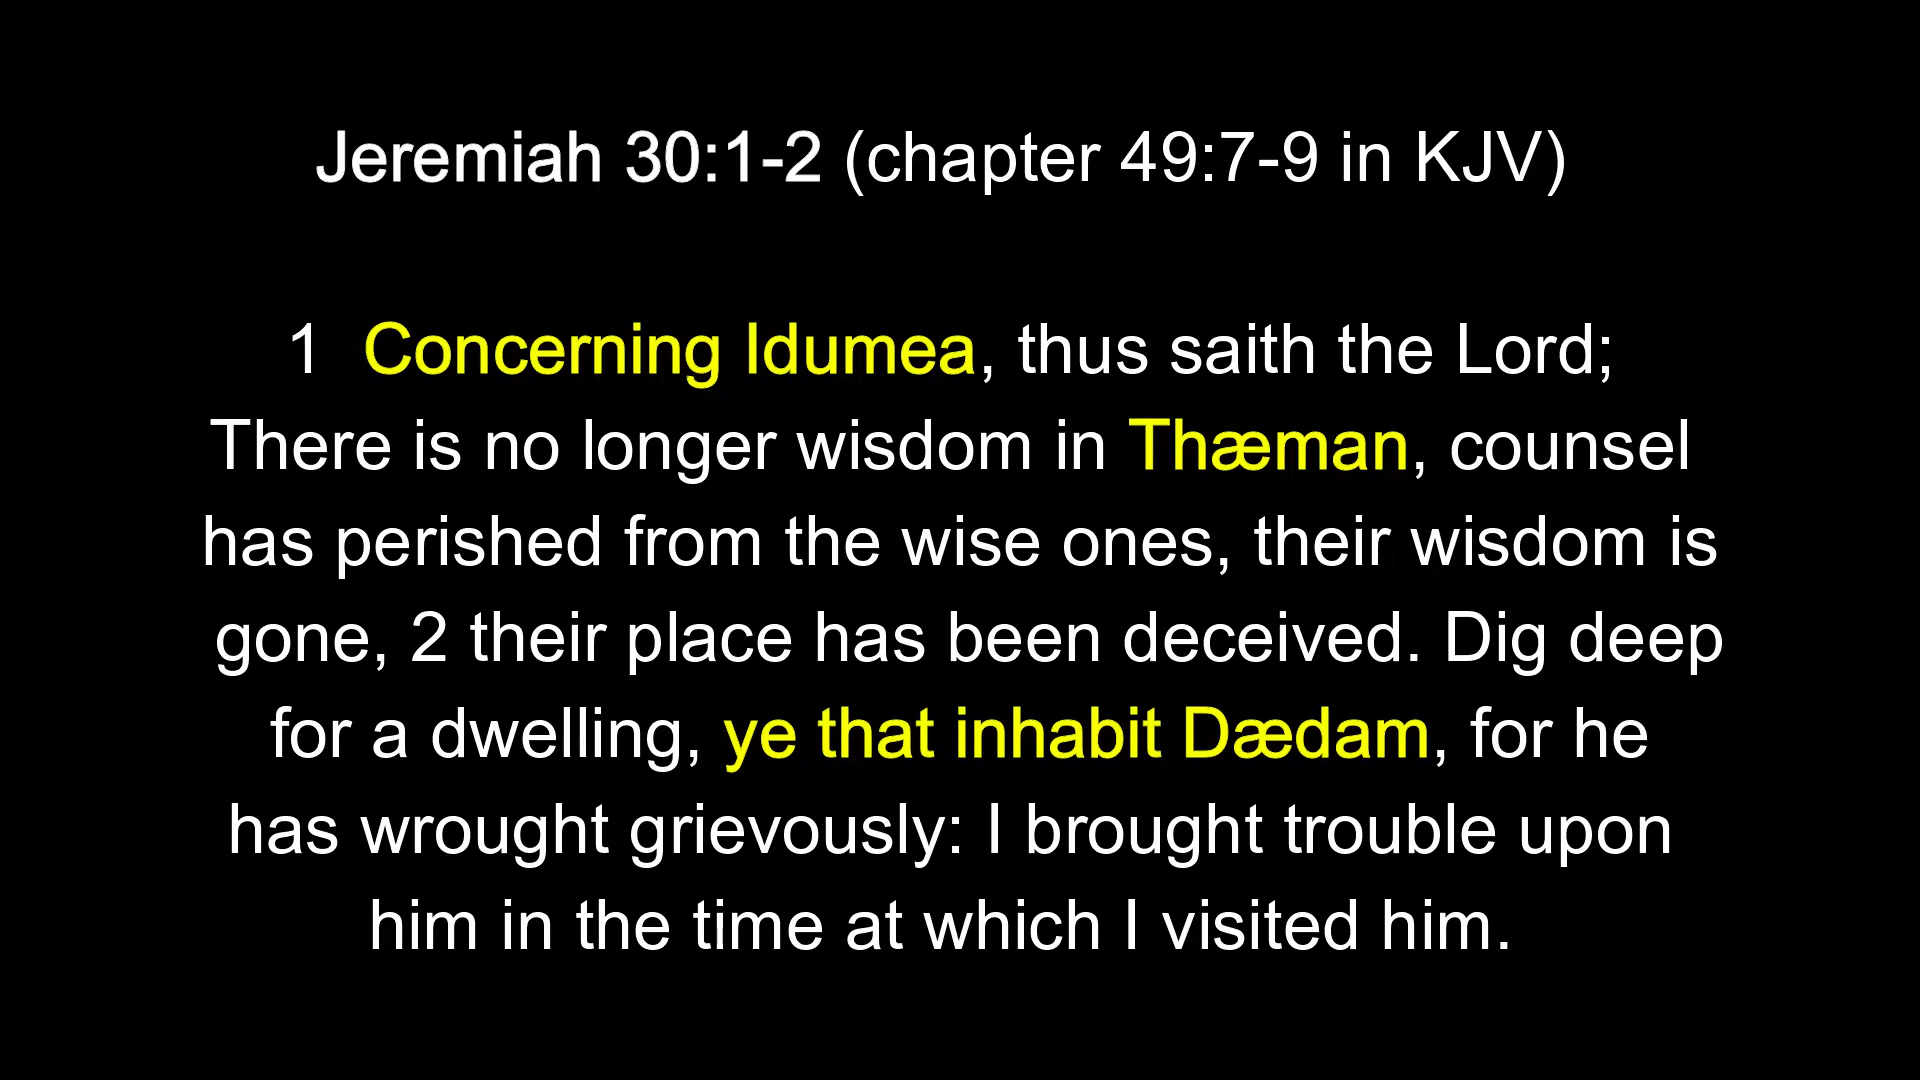 Jeremiah 30:1-2 (chapter 49:7-9 in KJV)
1 Concerning Idumea, thus saith the Lord;
There is no longer wisdom in Thæman, counsel
has perished from the wise ones, their wisdom is
gone, 2 their place has been deceived. Dig deep
for a dwelling, ye that inhabit Dædam, for he
has wrought grievously: I brought trouble upon
him in the time at which I visited him.